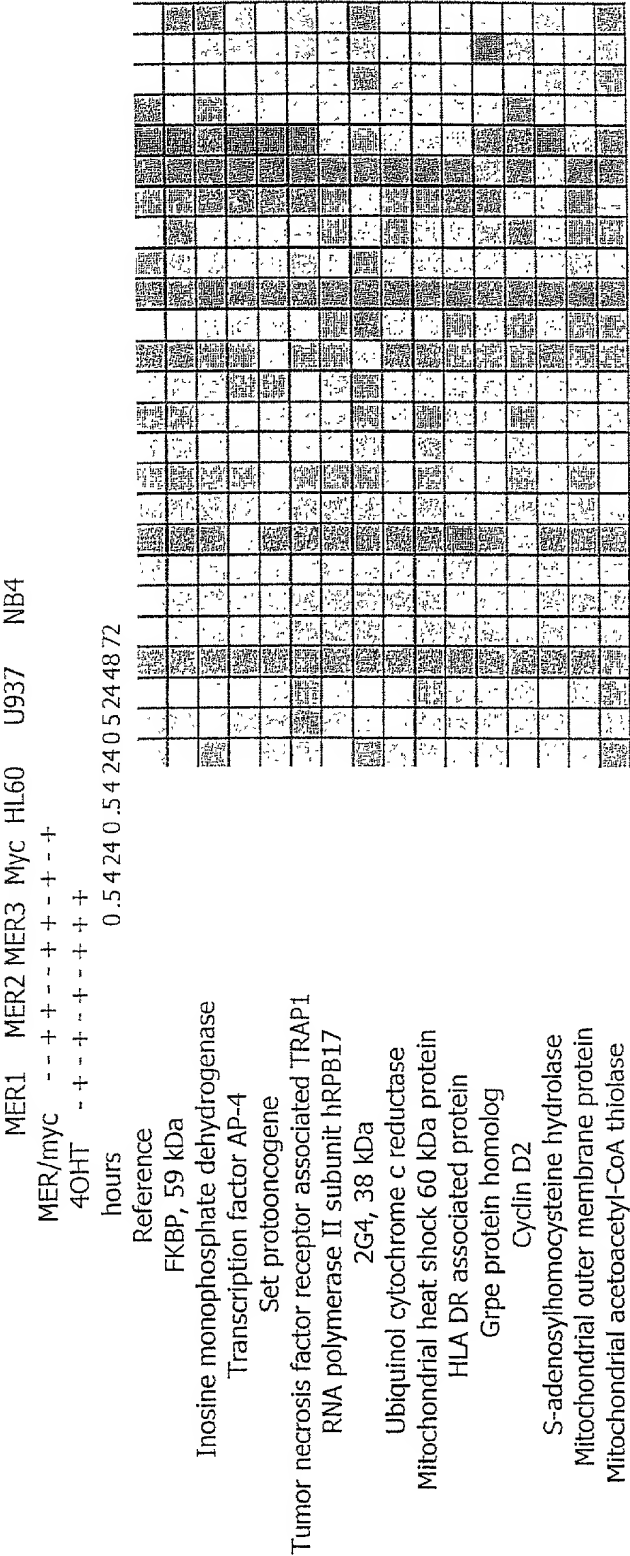 MER1 MER2 MER3 Myc HL60 U937 NB4
MER/myc - - + + - - + + - + - +
4OHT - + - + - + - + - + + +
hours 0 .5 4 24 0 .5 4 24 0 5 24 48 72
Reference
FKBP, 59 kDa
Inosine monophosphate dehydrogenase
Transcription factor AP-4
Set protooncogene
Tumor necrosis factor receptor associated TRAP1
RNA polymerase II subunit hRPB17
2G4, 38 kDa
Ubiquinol cytochrome c reductase
Mitochondrial heat shock 60 kDa protein
HLA DR associated protein
Grpe protein homolog
Cyclin D2
S-adenosylhomocysteine hydrolase
Mitochondrial outer membrane protein
Mitochondrial acetoacetyl-CoA thiolase